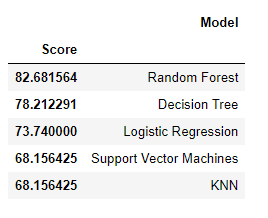 Model
Score
82.681564 Random Forest
78.212291 Decision Tree
73.740000 Logistic Regression
68.156425 Support Vector Machines
68.156425 KNN